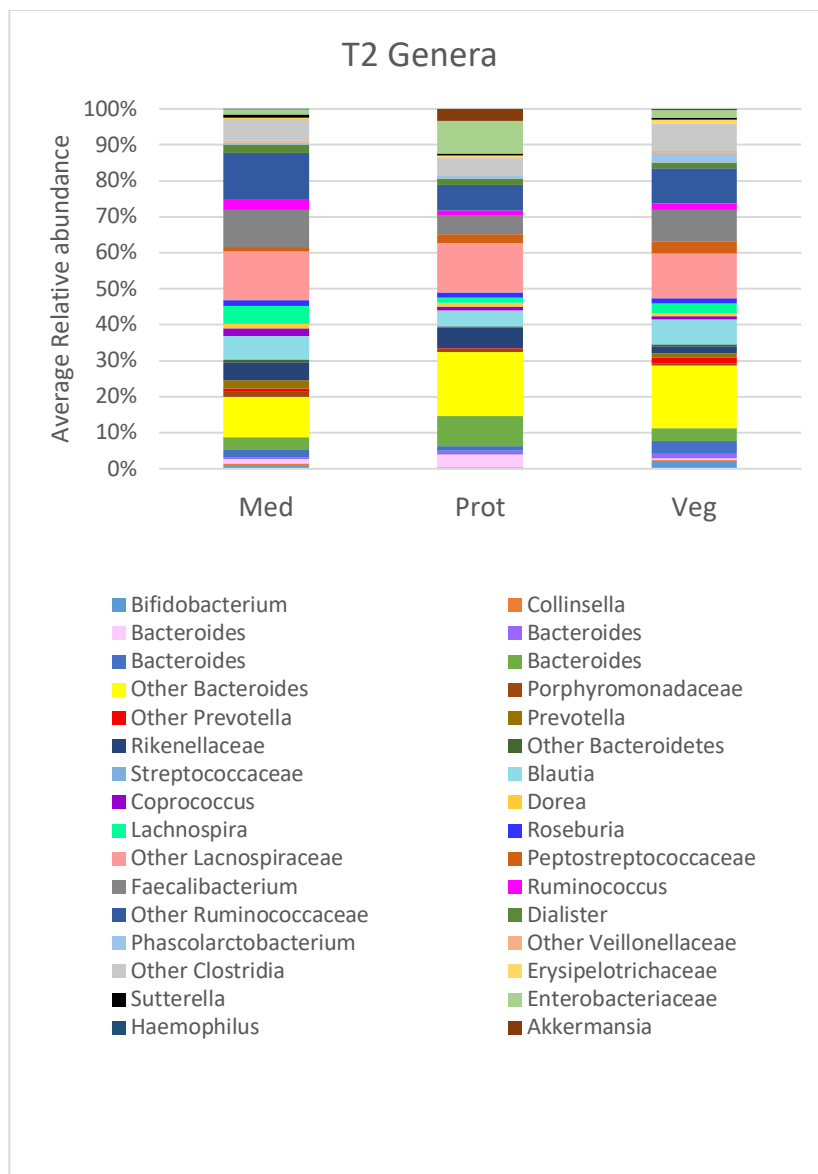 T2 Genera
100%
90%
80%
70%
60%
50%
40%
30%
20%
10%
0%
Average Relative abundance
Med Prot Veg
Bifidobacterium Collinsella
Bacteroides Bacteroides
Bacteroides Bacteroides
Other Bacteroides Porphyromonadaceae
Other Prevotella Prevotella
Rikenellaceae Other Bacteroidetes
Streptococcaceae Blautia
Coprococcus Dorea
Lachnospira Roseburia
Other Lacnospiraceae Peptostreptococcaceae
Faecalibacterium Ruminococcus
Other Ruminococcaceae Dialister
Phascolarctobacterium Other Veillonellaceae
Other Clostridia Erysipelotrichaceae
Sutterella Enterobacteriaceae
Haemophilus Akkermansia